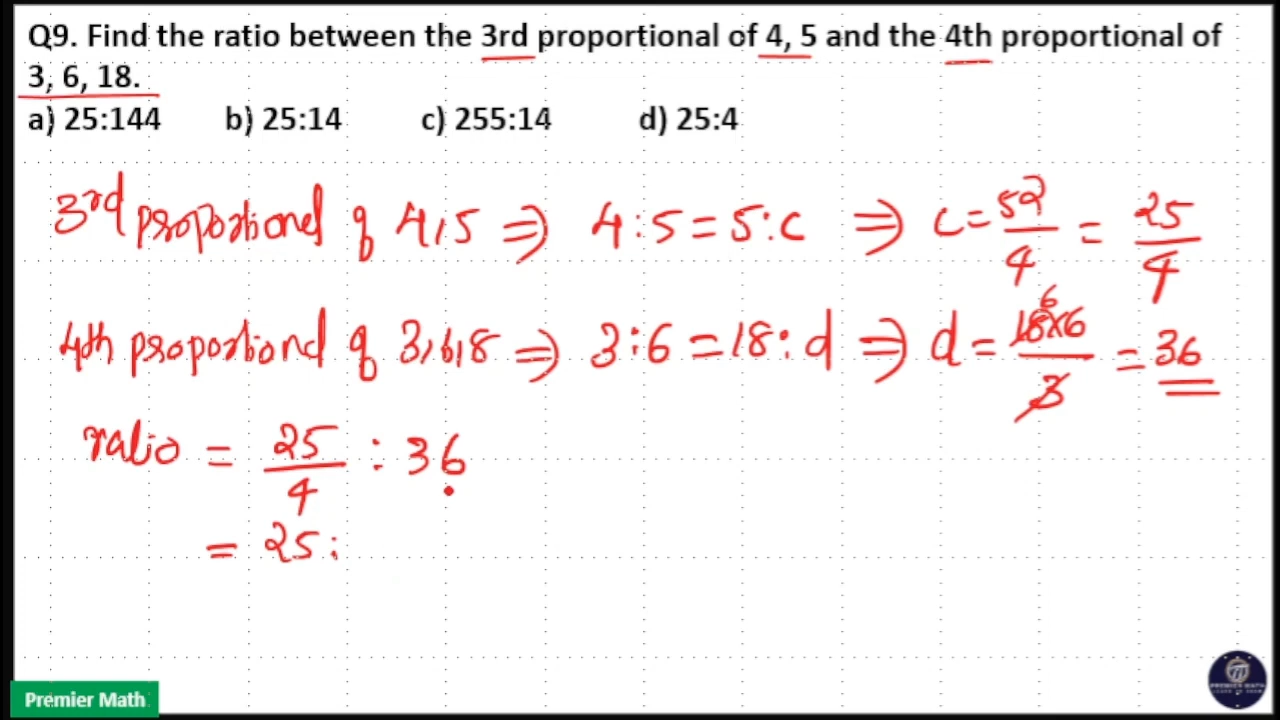 Q9. Find the ratio between the 3rd proportional of 4, 5 and the 4th proportional of
3, 6, 18.
a) 25:144 b) 25:14 c) 255:14 d) 25:4
3rd proportional of 4,5 ⇒ 4:5 = 5:c ⇒ c = 5²/4 = 25/4
4th proportional of 3,6,18 ⇒ 3:6 = 18:d ⇒ d = 18×6/3 = 36
6
ratio = 25/4 : 36
= 25 :
Premier Math
PREMIER MATH